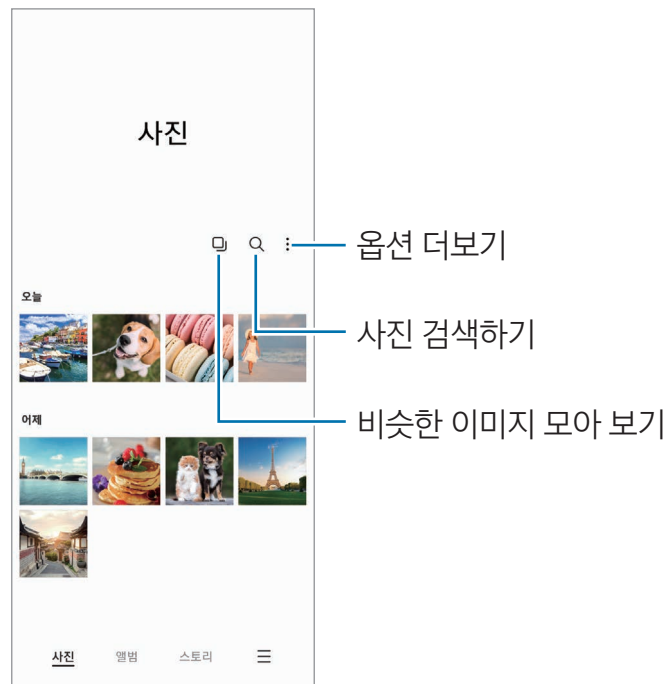 사진
옵션 더보기
오늘
사진 검색하기
어제
비슷한 이미지 모아 보기
사진 앨범 스토리